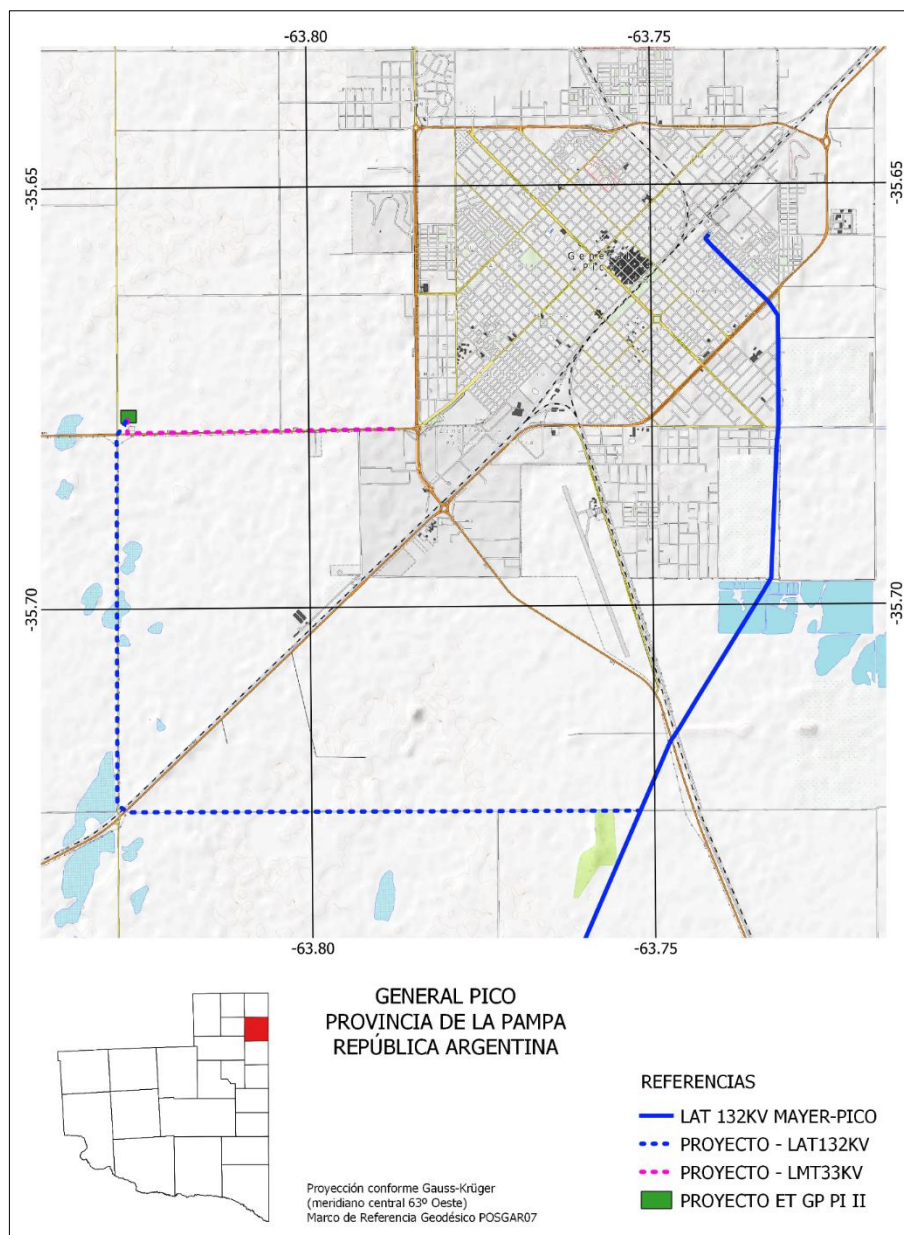 -63.80
-63.75
-35.65
-35.65
General
Pico
-35.70
-35.70
-63.80
-63.75
GENERAL PICO
PROVINCIA DE LA PAMPA
REPÚBLICA ARGENTINA
REFERENCIAS
LAT 132KV MAYER-PICO
PROYECTO - LAT132KV
PROYECTO - LMT33KV
PROYECTO ET GP PI II
Proyección conforme Gauss-Krüger
(meridiano central 63º Oeste)
Marco de Referencia Geodésico POSGAR07